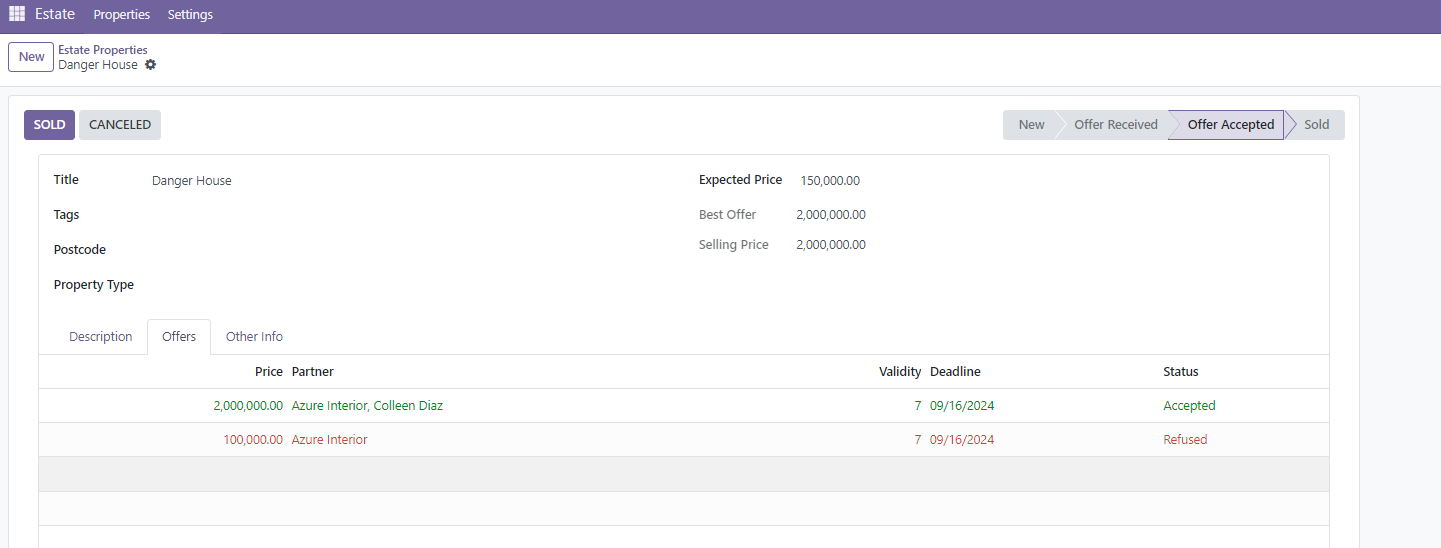 Estate Properties Settings
New Estate Properties
Danger House
SOLD CANCELED New Offer Received Offer Accepted Sold
Title Danger House Expected Price 150,000.00
Tags Best Offer 2,000,000.00
Postcode Selling Price 2,000,000.00
Property Type
Description Offers Other Info
Price Partner Validity Deadline Status
2,000,000.00 Azure Interior, Colleen Diaz 7 09/16/2024 Accepted
100,000.00 Azure Interior 7 09/16/2024 Refused